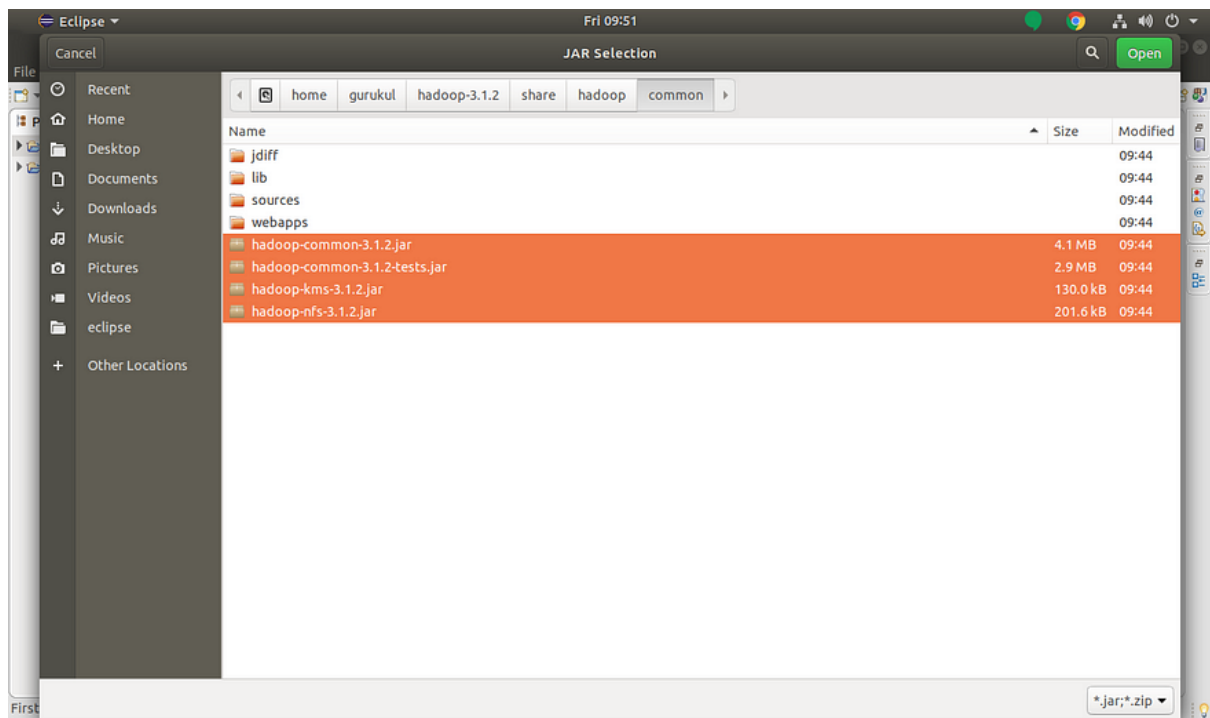 Eclipse Fri 09:51
Cancel JAR Selection Open
File
Recent
Home
Desktop
Documents
Downloads
Music
Pictures
Videos
eclipse
+ Other Locations
home gurukul hadoop-3.1.2 share hadoop common
Name Size Modified
jdiff 09:44
lib 09:44
sources 09:44
webapps 09:44
hadoop-common-3.1.2.jar 4.1 MB 09:44
hadoop-common-3.1.2-tests.jar 2.9 MB 09:44
hadoop-kms-3.1.2.jar 130.0 kB 09:44
hadoop-nfs-3.1.2.jar 201.6 kB 09:44
*.jar;*.zip
First